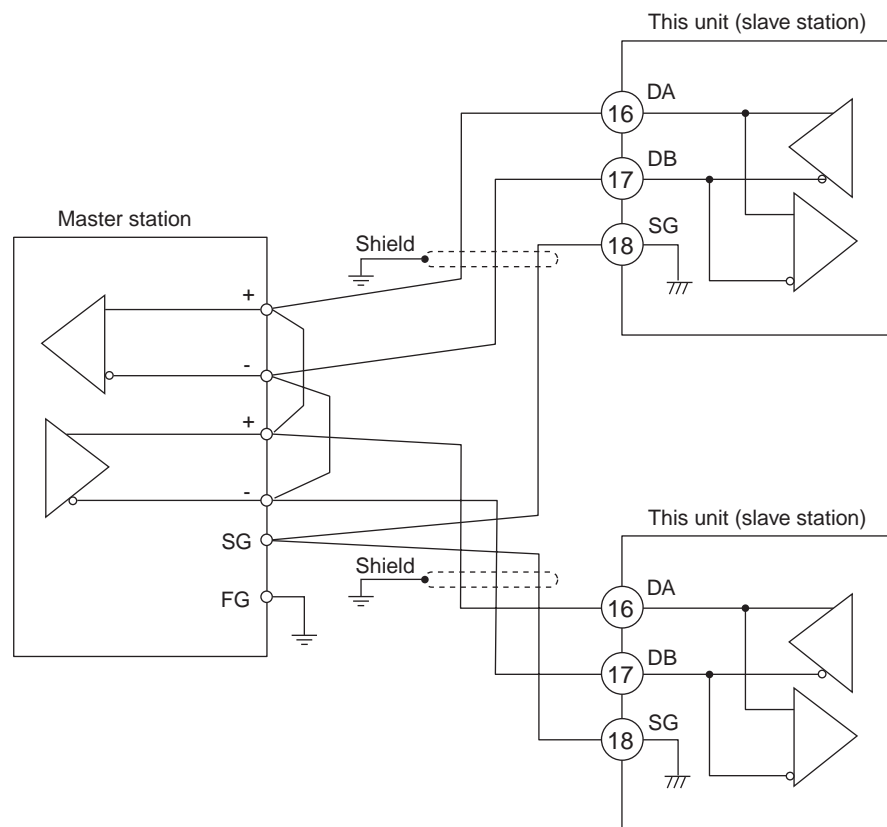 This unit (slave station)
16
DA
17
DB
18
SG
Master station
Shield
+
-
+
-
SG
FG
Shield
This unit (slave station)
16
DA
17
DB
18
SG